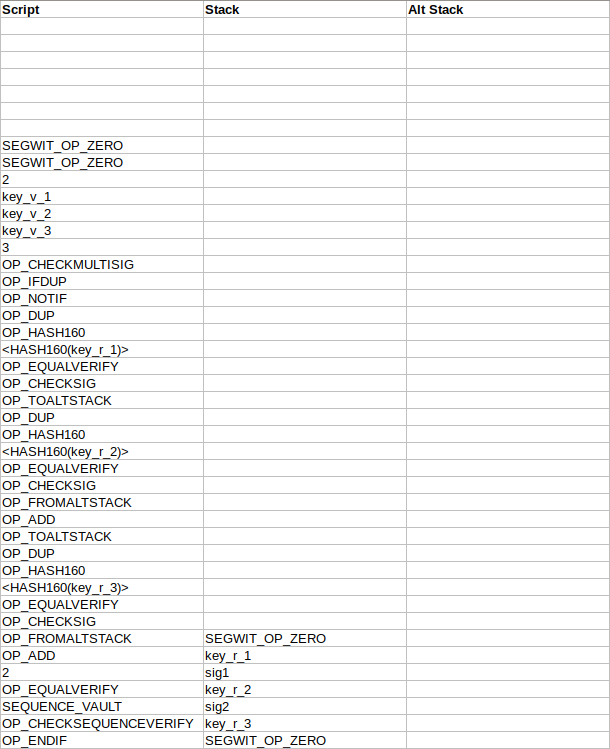 Script Stack Alt Stack
SEGWIT_OP_ZERO
SEGWIT_OP_ZERO
2
key_v_1
key_v_2
key_v_3
3
OP_CHECKMULTISIG
OP_IFDUP
OP_NOTIF
OP_DUP
OP_HASH160
<HASH160(key_r_1)>
OP_EQUALVERIFY
OP_CHECKSIG
OP_TOALTSTACK
OP_DUP
OP_HASH160
<HASH160(key_r_2)>
OP_EQUALVERIFY
OP_CHECKSIG
OP_FROMALTSTACK
OP_ADD
OP_TOALTSTACK
OP_DUP
OP_HASH160
<HASH160(key_r_3)>
OP_EQUALVERIFY
OP_CHECKSIG
OP_FROMALTSTACK SEGWIT_OP_ZERO
OP_ADD key_r_1
2 sig1
OP_EQUALVERIFY key_r_2
SEQUENCE_VAULT sig2
OP_CHECKSEQUENCEVERIFY key_r_3
OP_ENDIF SEGWIT_OP_ZERO